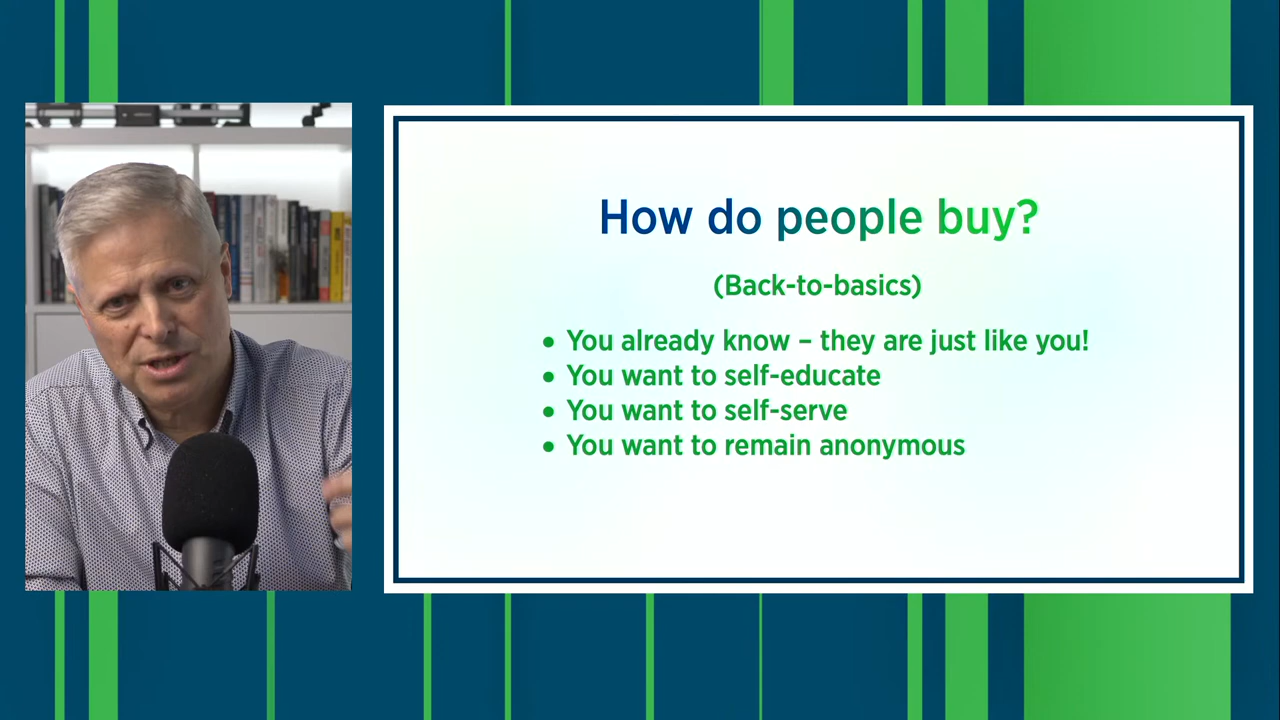 How do people buy?
(Back-to-basics)
• You already know – they are just like you!
• You want to self-educate
• You want to self-serve
• You want to remain anonymous